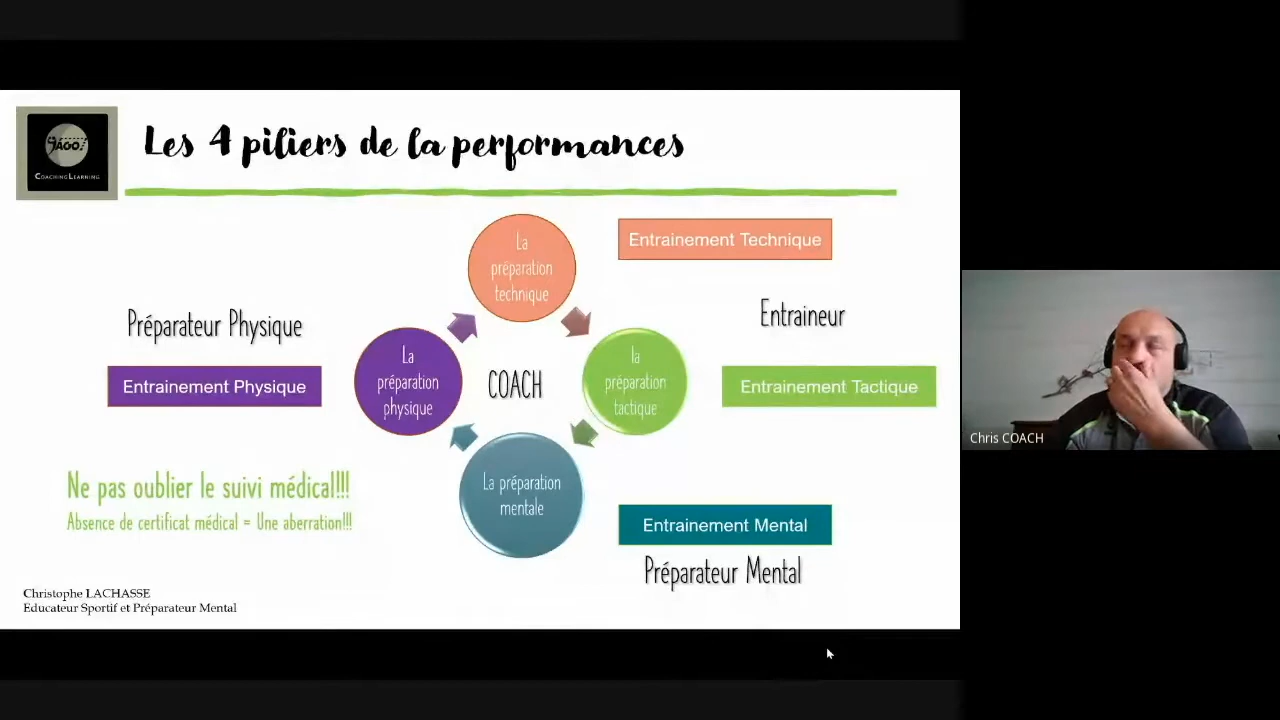 Les 4 piliers de la performances
JAGO!
COACHINGLEARNING
La
préparation
technique
Entrainement Technique
Entraineur
Préparateur Physique
Entrainement Physique
La
préparation
physique
COACH
la
préparation
tactique
Entrainement Tactique
La préparation
mentale
Entrainement Mental
Préparateur Mental
Ne pas oublier le suivi médical!!!
Absence de certificat médical = Une aberration!!!
Christophe LACHASSE
Educateur Sportif et Préparateur Mental
Chris COACH